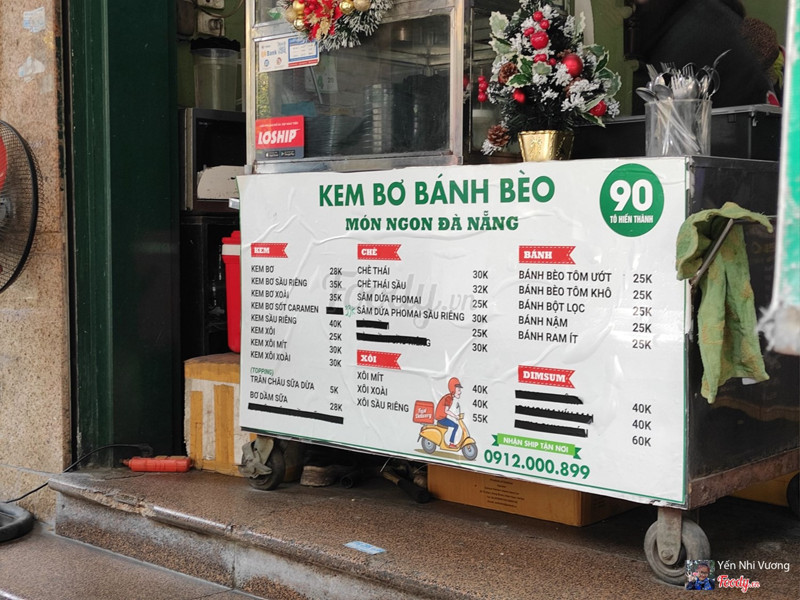 Bank
LOSHIP
KEM BƠ BÁNH BÈO
MÓN NGON ĐÀ NẴNG
90
TÔ HIẾN THÀNH
KEM
KEM BƠ 28K
KEM BƠ SẦU RIÊNG 35K
KEM BƠ XOÀI 35K
KEM BƠ SỐT CARAMEN
KEM SẦU RIÊNG 40K
KEM XÔI 25K
KEM XÔI MÍT 30K
KEM XÔI XOÀI 30K
(TOPPING)
TRÂN CHÂU SỮA DỪA 5K
BƠ DẦM SỮA 28K
CHÈ
CHÈ THÁI 30K
CHÈ THÁI SẦU 32K
SÂM DỨA PHOMAI 25K
SÂM DỨA PHOMAI SẦU RIÊNG 30K
25K
30K
XÔI
XÔI MÍT 40K
XÔI XOÀI 40K
XÔI SẦU RIÊNG 55K
BÁNH
BÁNH BÈO TÔM ƯỚT 25K
BÁNH BÈO TÔM KHÔ 25K
BÁNH BỘT LỌC 25K
BÁNH NẬM 25K
BÁNH RAM ÍT 25K
DIMSUM
40K
40K
60K
NHẬN SHIP TẬN NƠI
0912.000.899
Foody.vn
Yến Nhi Vương
Foody.vn